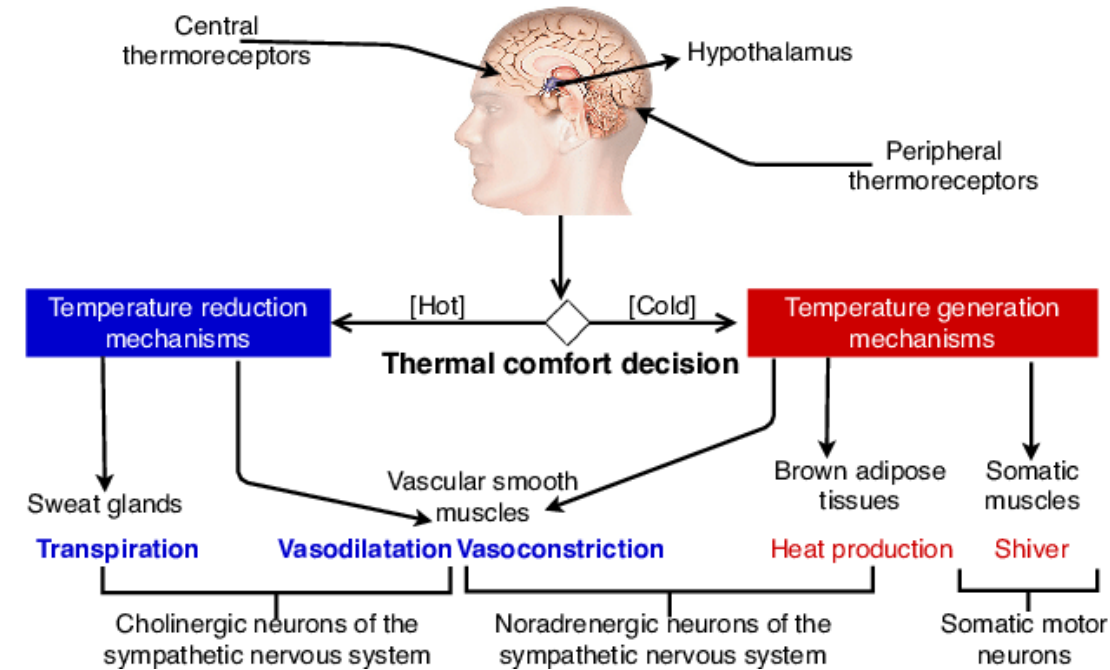 Central
thermoreceptors
Hypothalamus
Peripheral
thermoreceptors
Temperature reduction
mechanisms
[Hot]
[Cold]
Temperature generation
mechanisms
Thermal comfort decision
Sweat glands
Vascular smooth
muscles
Brown adipose
tissues
Somatic
muscles
Transpiration
Vasodilatation
Vasoconstriction
Heat production
Shiver
Cholinergic neurons of the
sympathetic nervous system
Noradrenergic neurons of the
sympathetic nervous system
Somatic motor
neurons